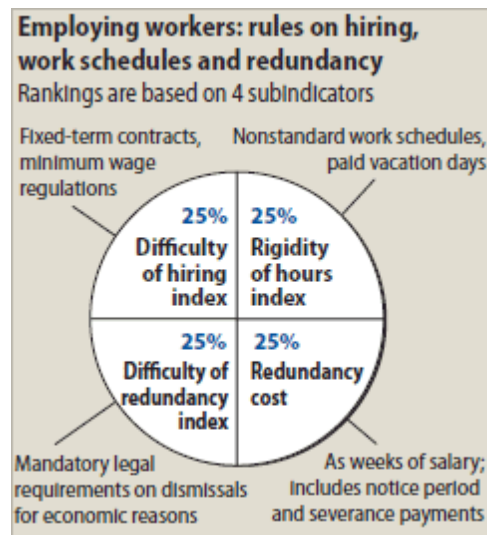 Employing workers: rules on hiring,
work schedules and redundancy
Rankings are based on 4 subindicators
Fixed-term contracts,
minimum wage
regulations
Nonstandard work schedules,
paid vacation days
25%
Difficulty
of hiring
index
25%
Rigidity
of hours
index
25%
Difficulty of
redundancy
index
25%
Redundancy
cost
Mandatory legal
requirements on dismissals
for economic reasons
As weeks of salary;
includes notice period
and severance payments